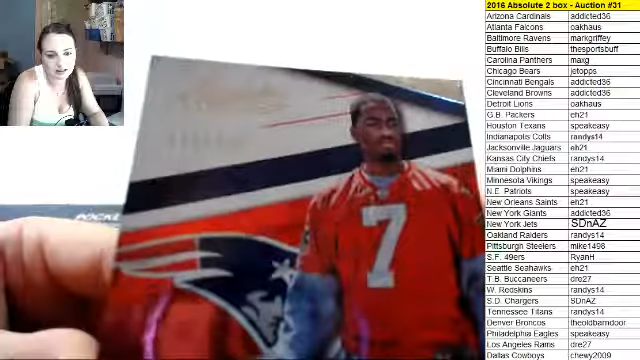 2016 Absolute 2 box - Auction #31
Arizona Cardinals addicted36
Atlanta Falcons oakhaus
Baltimore Ravens markgriffey
Buffalo Bills thesportsbuff
Carolina Panthers maxg
Chicago Bears jetopps
Cincinnati Bengals addicted36
Cleveland Browns addicted36
Detroit Lions oakhaus
G.B. Packers eh21
Houston Texans speakeasy
Indianapolis Colts randys14
Jacksonville Jaguars eh21
Kansas City Chiefs randys14
Miami Dolphins eh21
Minnesota Vikings speakeasy
N.E. Patriots speakeasy
New Orleans Saints eh21
New York Giants addicted36
New York Jets SDnAZ
Oakland Raiders randys14
Pittsburgh Steelers mike1498
S.F. 49ers RyanH
Seattle Seahawks eh21
T.B. Buccaneers dre27
W. Redskins randys14
S.D. Chargers SDnAZ
Tennessee Titans randys14
Denver Broncos theoldbarndoor
Philadelphia Eagles speakeasy
Los Angeles Rams dre27
Dallas Cowboys chewy2009
7